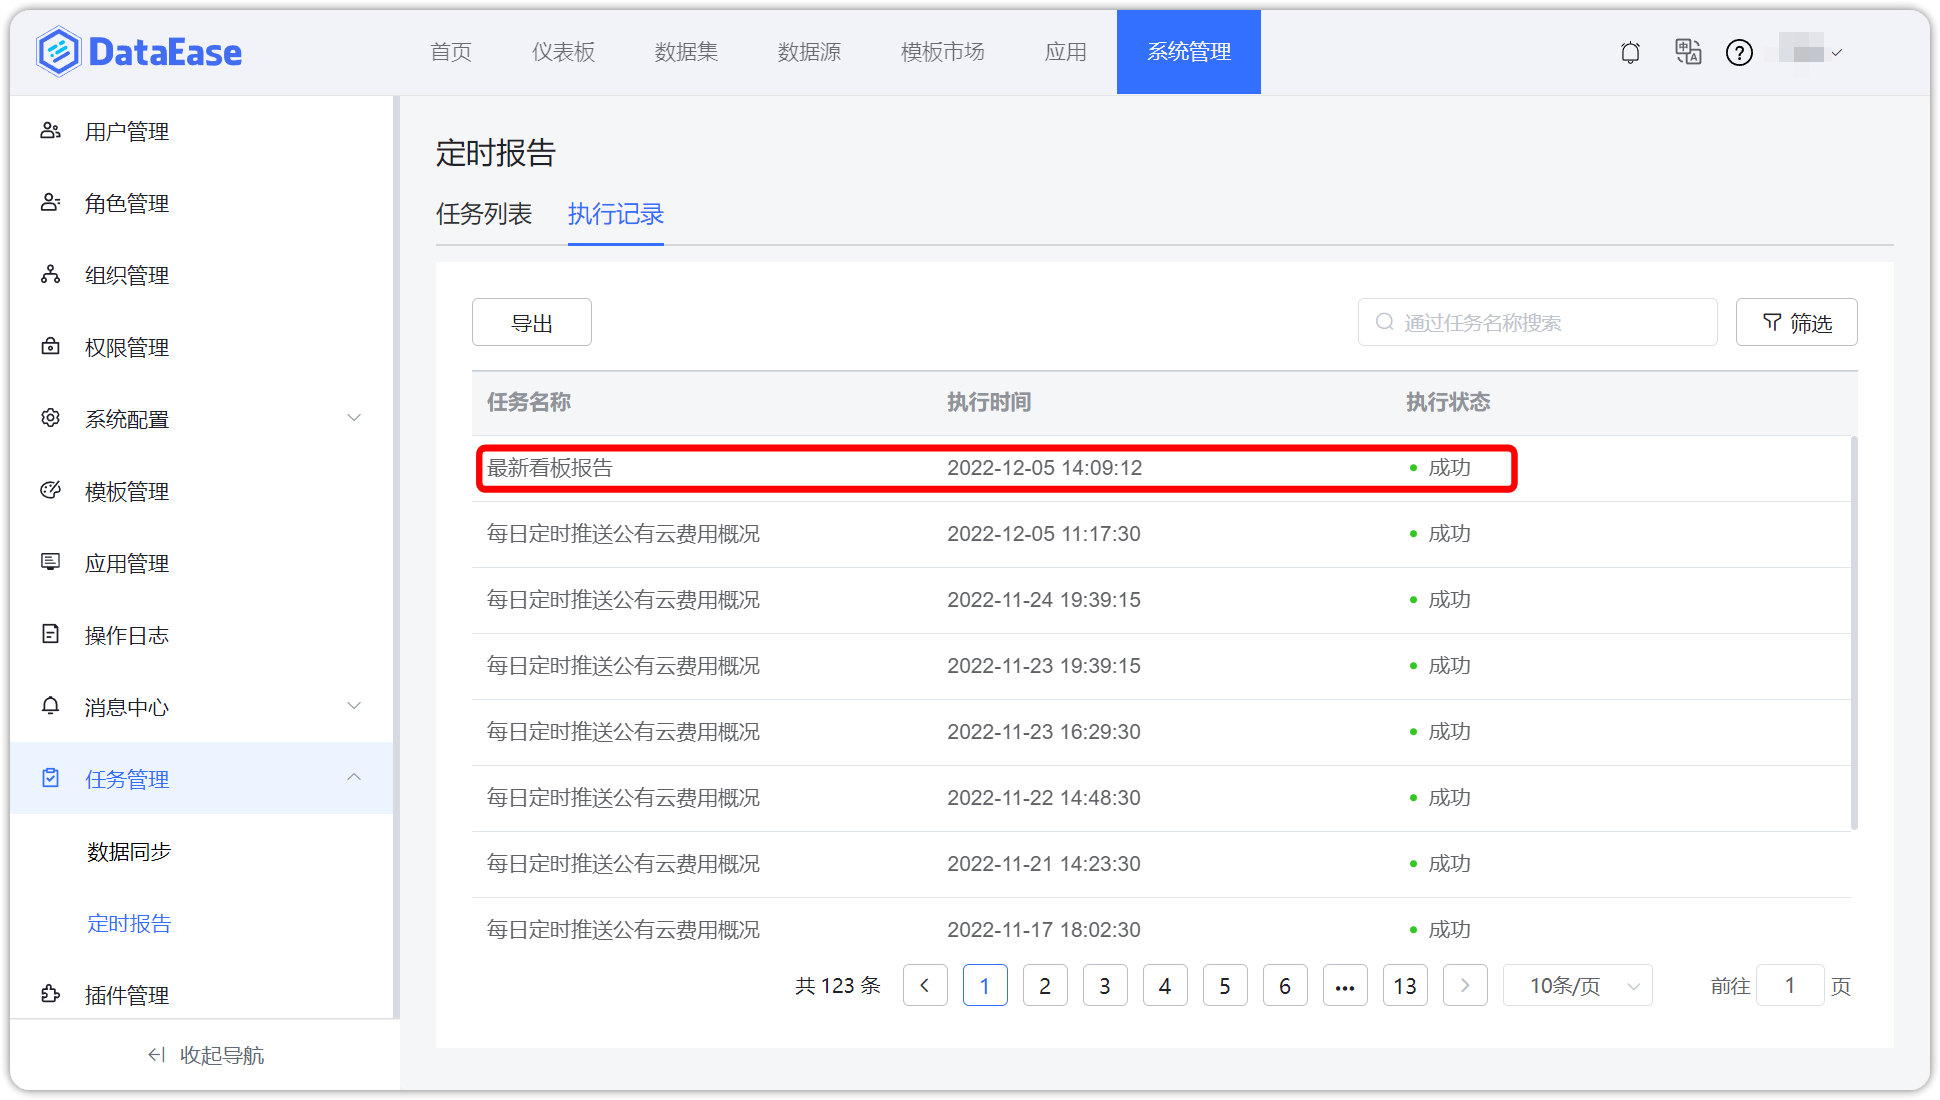 DataEase
首页 仪表板 数据集 数据源 模板市场 应用 系统管理
用户管理
角色管理
组织管理
权限管理
系统配置
模板管理
应用管理
操作日志
消息中心
任务管理
数据同步
定时报告
插件管理
收起导航
定时报告
任务列表 执行记录
导出 通过任务名称搜索 筛选
任务名称 执行时间 执行状态
最新看板报告 2022-12-05 14:09:12 成功
每日定时推送公有云费用概况 2022-12-05 11:17:30 成功
每日定时推送公有云费用概况 2022-11-24 19:39:15 成功
每日定时推送公有云费用概况 2022-11-23 19:39:15 成功
每日定时推送公有云费用概况 2022-11-23 16:29:30 成功
每日定时推送公有云费用概况 2022-11-22 14:48:30 成功
每日定时推送公有云费用概况 2022-11-21 14:23:30 成功
每日定时推送公有云费用概况 2022-11-17 18:02:30 成功
共 123 条 1 2 3 4 5 6 ••• 13 10条/页 前往 1 页